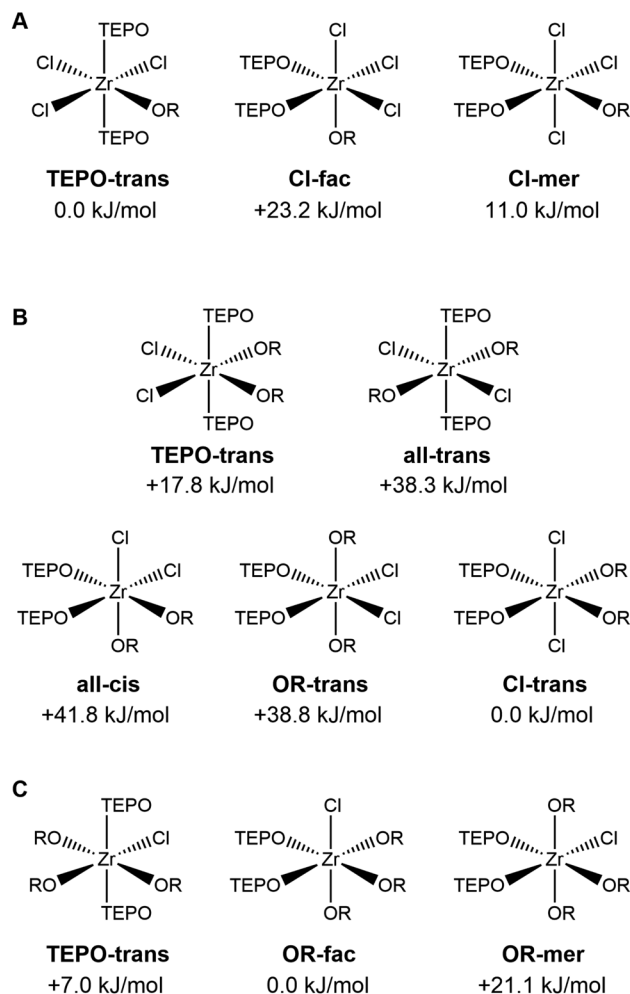 A
TEPO
Cl Cl
Zr
Cl OR
TEPO
TEPO-trans
0.0 kJ/mol
Cl
TEPO Cl
Zr
TEPO Cl
OR
Cl-fac
+23.2 kJ/mol
Cl
TEPO Cl
Zr
TEPO OR
Cl
Cl-mer
11.0 kJ/mol
B
TEPO
Cl OR
Zr
Cl OR
TEPO
TEPO-trans
+17.8 kJ/mol
TEPO
Cl OR
Zr
RO Cl
TEPO
all-trans
+38.3 kJ/mol
Cl
TEPO Cl
Zr
TEPO OR
OR
all-cis
+41.8 kJ/mol
OR
TEPO Cl
Zr
TEPO Cl
OR
OR-trans
+38.8 kJ/mol
Cl
TEPO OR
Zr
TEPO OR
Cl
Cl-trans
0.0 kJ/mol
C
TEPO
RO Cl
Zr
RO OR
TEPO
TEPO-trans
+7.0 kJ/mol
Cl
TEPO OR
Zr
TEPO OR
OR
OR-fac
0.0 kJ/mol
OR
TEPO Cl
Zr
TEPO OR
OR
OR-mer
+21.1 kJ/mol